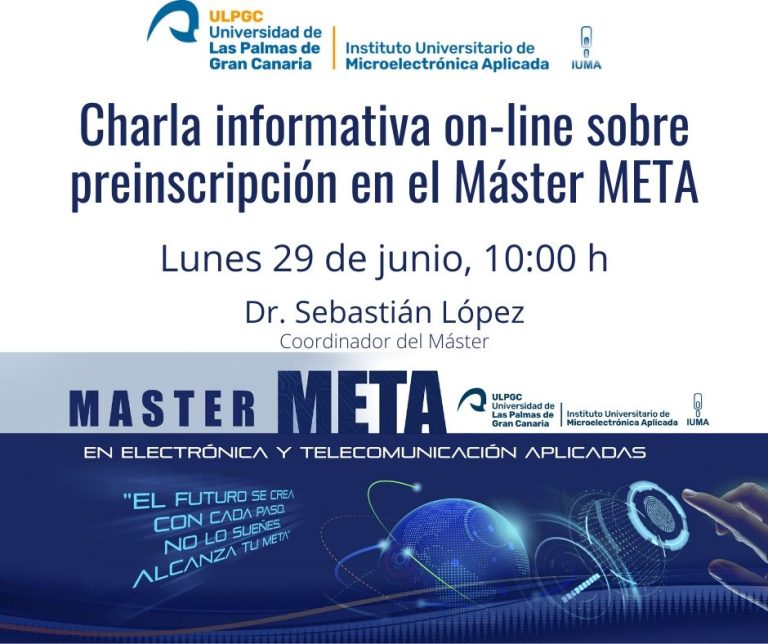 ULPGC
Universidad de
Las Palmas de
Gran Canaria
Instituto Universitario de
Microelectrónica Aplicada
IUMA
Charla informativa on-line sobre
preinscripción en el Máster META
Lunes 29 de junio, 10:00 h
Dr. Sebastián López
Coordinador del Máster
MASTER META
ULPGC
Universidad de
Las Palmas de
Gran Canaria
Instituto Universitario de
Microelectrónica Aplicada
IUMA
EN ELECTRÓNICA Y TELECOMUNICACIÓN APLICADAS
"EL FUTURO SE CREA
CON CADA PASO.
NO LO SUEÑES,
ALCANZA TU META"